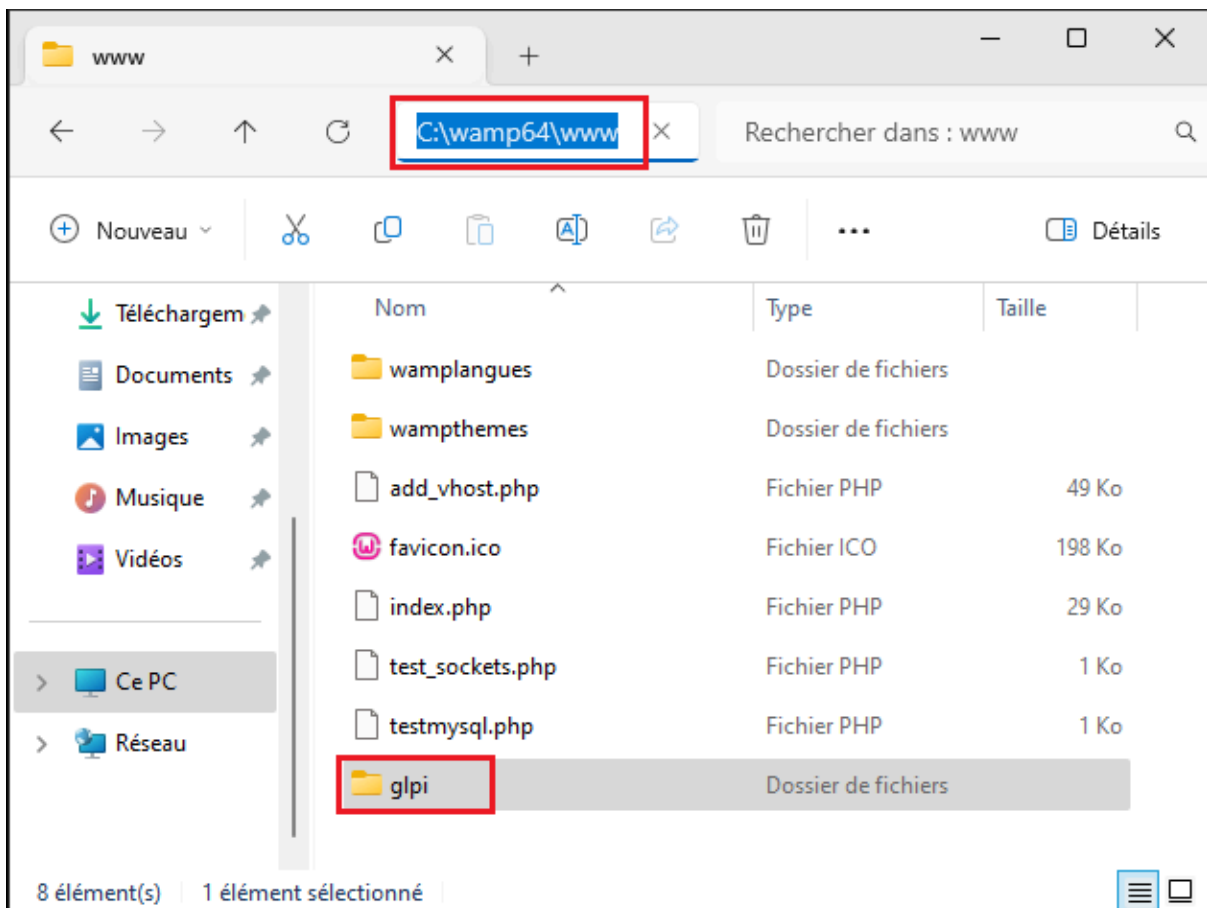 www
C:\wamp64\www
Rechercher dans : www
Nouveau
Détails
Nom Type Taille
Téléchargem
Documents
Images
Musique
Vidéos
Ce PC
Réseau
wamplangues Dossier de fichiers
wampthemes Dossier de fichiers
add_vhost.php Fichier PHP 49 Ko
favicon.ico Fichier ICO 198 Ko
index.php Fichier PHP 29 Ko
test_sockets.php Fichier PHP 1 Ko
testmysql.php Fichier PHP 1 Ko
glpi Dossier de fichiers
8 élément(s) 1 élément sélectionné